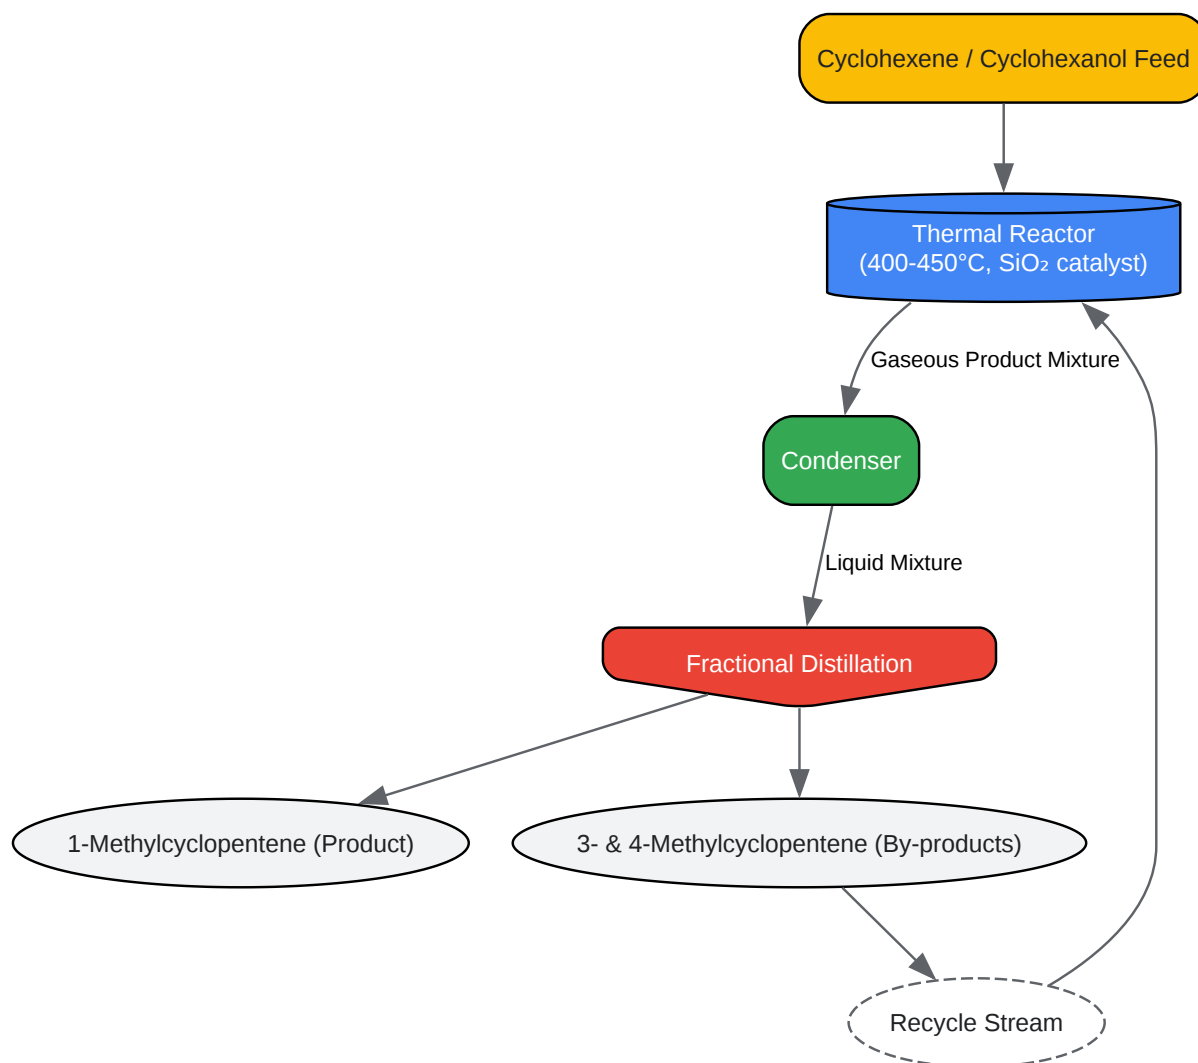 Cyclohexene / Cyclohexanol Feed
Thermal Reactor
(400-450°C, SiO₂ catalyst)
Gaseous Product Mixture
Condenser
Liquid Mixture
Fractional Distillation
1-Methylcyclopentene (Product)
3- & 4-Methylcyclopentene (By-products)
Recycle Stream